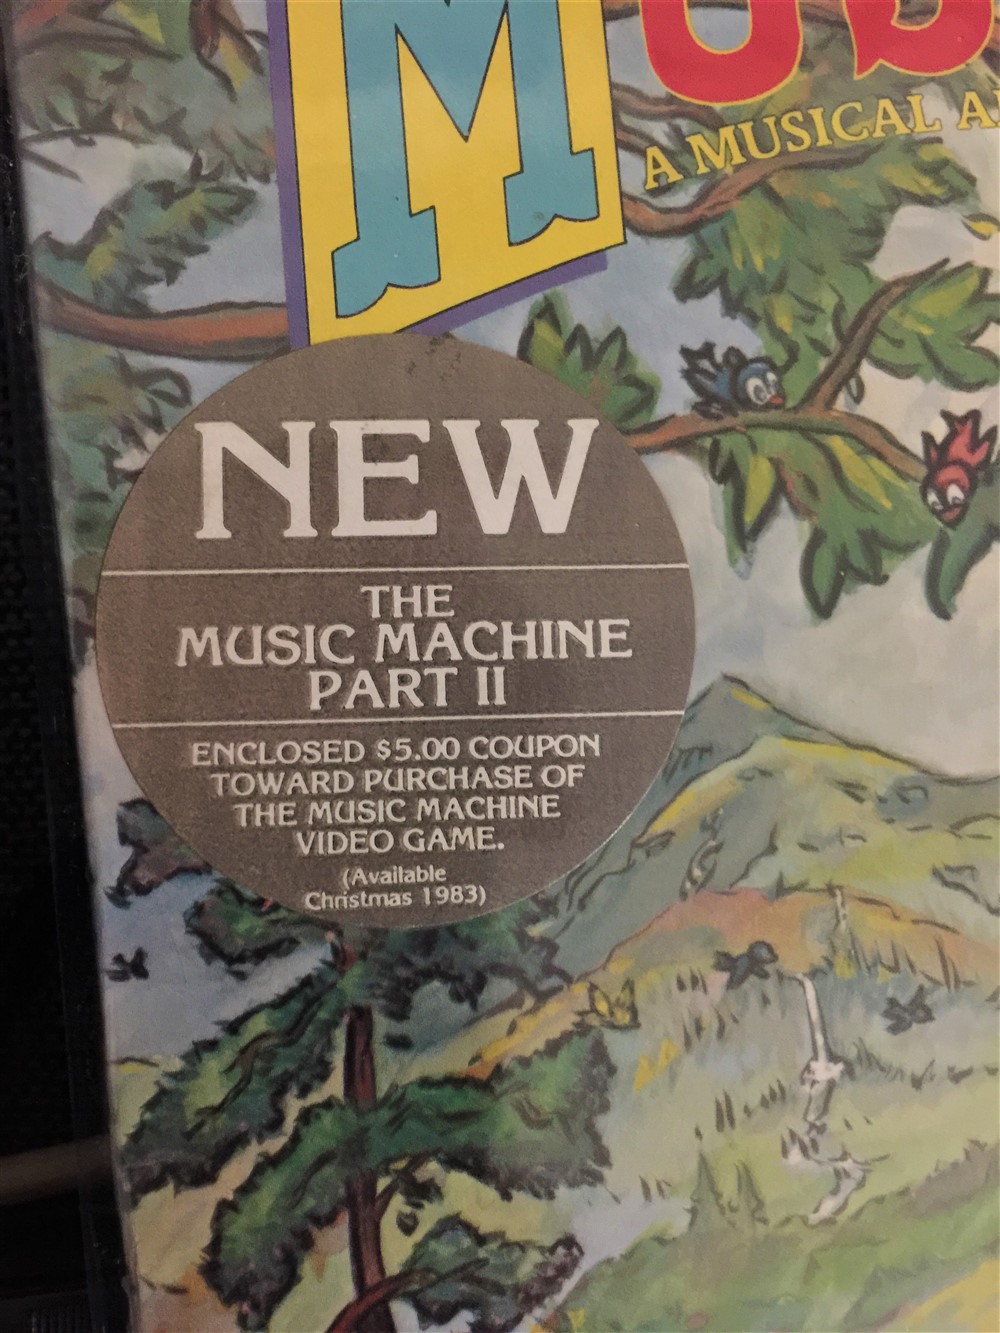 M
A MUSICAL
NEW
THE
MUSIC MACHINE
PART II
ENCLOSED $5.00 COUPON
TOWARD PURCHASE OF
THE MUSIC MACHINE
VIDEO GAME.
(Available
Christmas 1983)